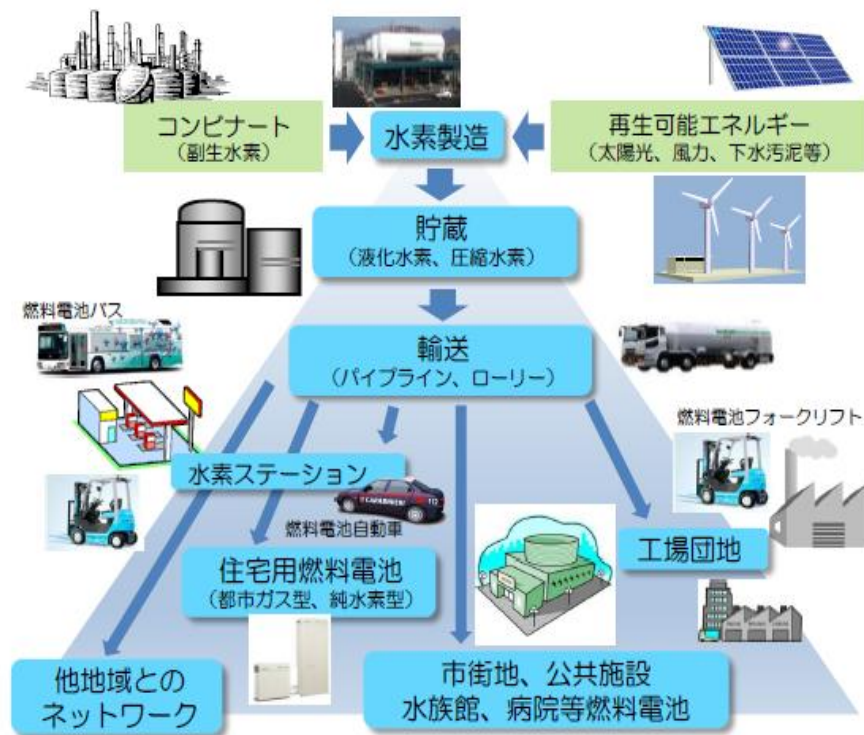 コンビナート
（副生水素）
水素製造
再生可能エネルギー
（太陽光、風力、下水汚泥等）
貯蔵
（液化水素、圧縮水素）
燃料電池バス
輸送
（パイプライン、ローリー）
燃料電池フォークリフト
水素ステーション
燃料電池自動車
工場団地
住宅用燃料電池
（都市ガス型、純水素型）
他地域との
ネットワーク
市街地、公共施設
水族館、病院等燃料電池